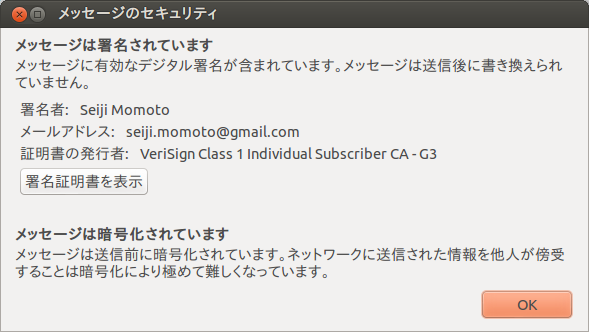 メッセージのセキュリティ
メッセージは署名されています
メッセージに有効なデジタル署名が含まれています。メッセージは送信後に書き換えられ
ていません。
署名者: Seiji Momoto
メールアドレス: seiji.momoto@gmail.com
証明書の発行者: VeriSign Class 1 Individual Subscriber CA - G3
署名証明書を表示
メッセージは暗号化されています
メッセージは送信前に暗号化されています。ネットワークに送信された情報を他人が傍受
することは暗号化により極めて難しくなっています。
OK